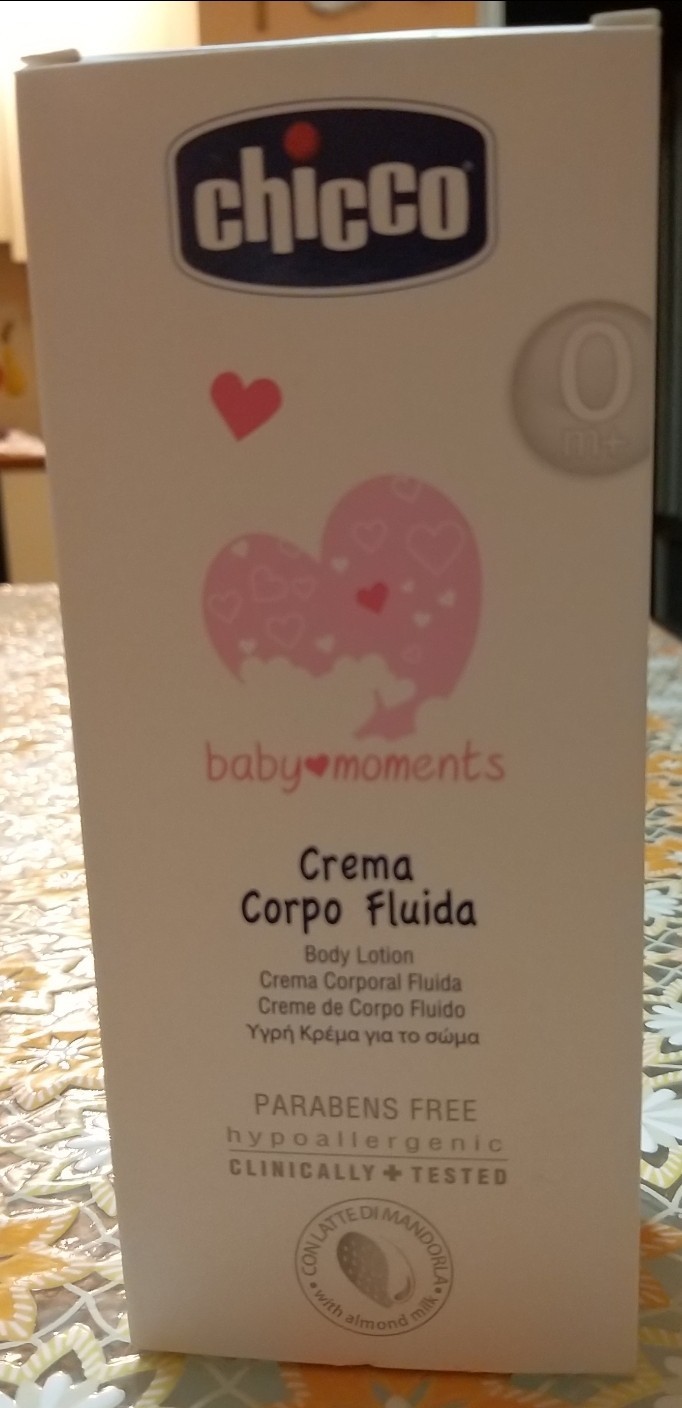 chicco
0
m+
baby moments
Crema
Corpo Fluida
Body Lotion
Crema Corporal Fluida
Creme de Corpo Fluido
Υγρή Κρέμα για το σώμα
PARABENS FREE
hypoallergenic
CLINICALLY + TESTED
CON LATTE DI MANDORLA
• with almond milk •